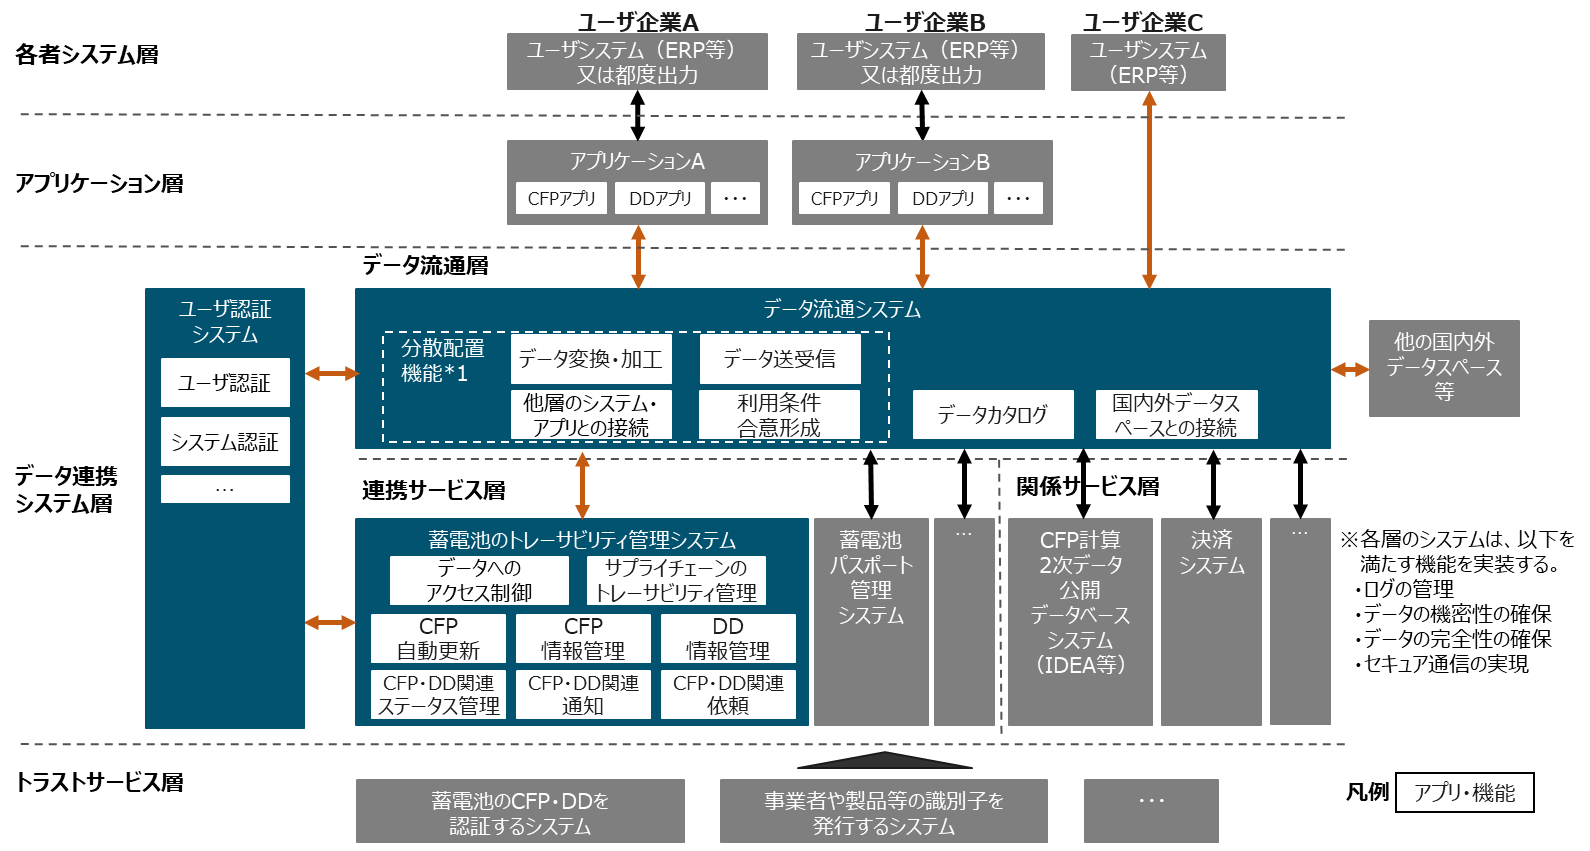 各者システム層
ユーザ企業A
ユーザシステム（ERP等）
又は都度出力
ユーザ企業B
ユーザシステム（ERP等）
又は都度出力
ユーザ企業C
ユーザシステム
（ERP等）
アプリケーション層
アプリケーションA
CFPアプリ
DDアプリ
･･･
アプリケーションB
CFPアプリ
DDアプリ
･･･
データ流通層
データ連携
システム層
ユーザ認証
システム
ユーザ認証
システム認証
…
データ流通システム
分散配置
機能*1
データ変換・加工
データ送受信
他層のシステム・
アプリとの接続
利用条件
合意形成
データカタログ
国内外データス
ペースとの接続
他の国内外
データスペース
等
連携サービス層
関係サービス層
蓄電池のトレーサビリティ管理システム
データへの
アクセス制御
サプライチェーンの
トレーサビリティ管理
CFP
自動更新
CFP
情報管理
DD
情報管理
CFP・DD関連
ステータス管理
CFP・DD関連
通知
CFP・DD関連
依頼
蓄電池
パスポート
管理
システム
…
CFP計算
2次データ
公開
データベース
システム
（IDEA等）
決済
システム
…
※各層のシステムは、以下を
満たす機能を実装する。
・ログの管理
・データの機密性の確保
・データの完全性の確保
・セキュア通信の実現
トラストサービス層
蓄電池のCFP・DDを
認証するシステム
事業者や製品等の識別子を
発行するシステム
･･･
凡例
アプリ・機能